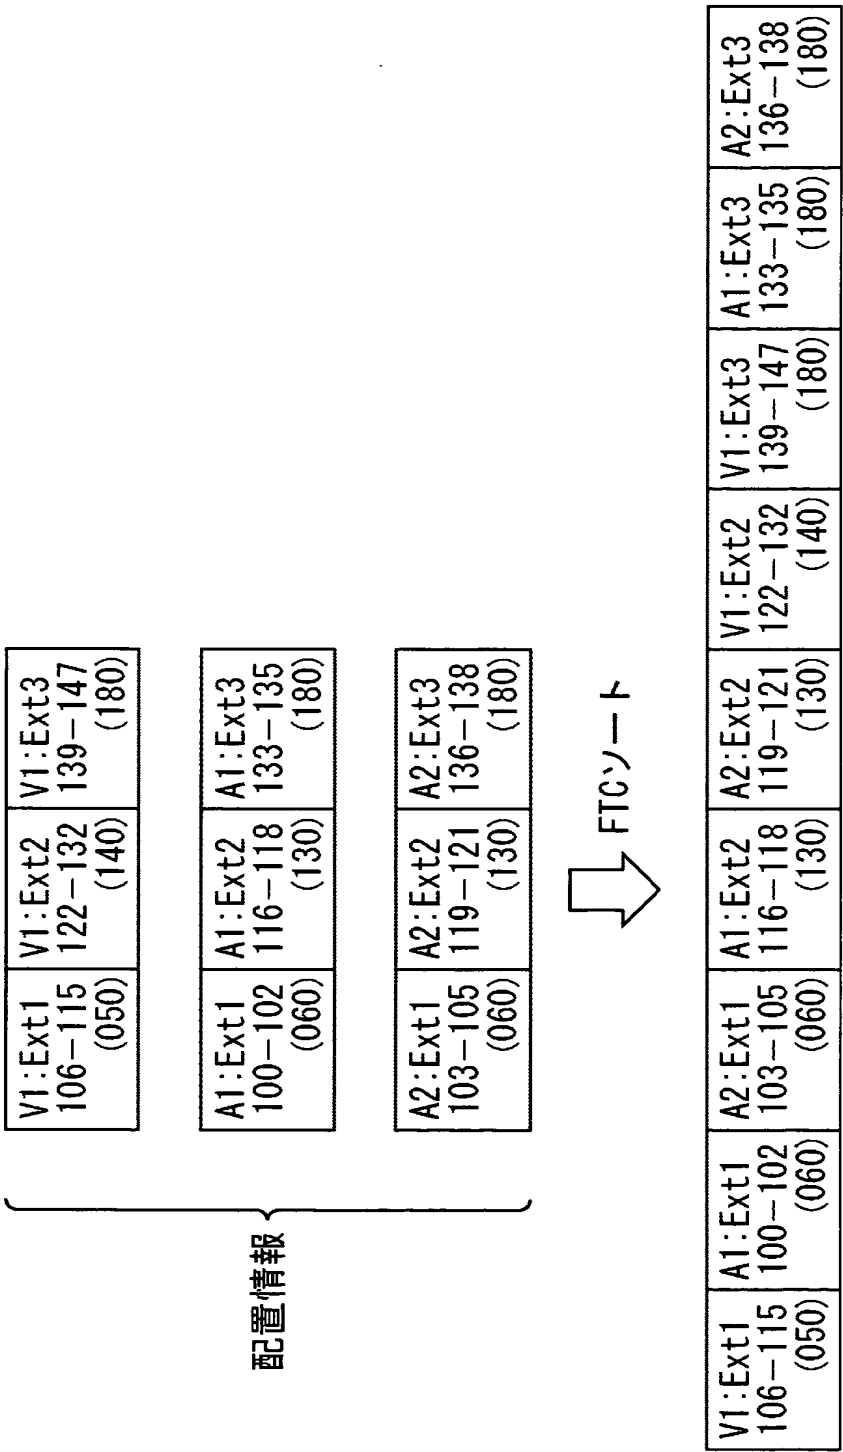 V1:Ext1
106−115
(050)
V1:Ext2
122−132
(140)
V1:Ext3
139−147
(180)
配置情報
A1:Ext1
100−102
(060)
A1:Ext2
116−118
(130)
A1:Ext3
133−135
(180)
A2:Ext1
103−105
(060)
A2:Ext2
119−121
(130)
A2:Ext3
136−138
(180)
FTCソート
V1:Ext1
106−115
(050)
A1:Ext1
100−102
(060)
A2:Ext1
103−105
(060)
A1:Ext2
116−118
(130)
A2:Ext2
119−121
(130)
V1:Ext2
122−132
(140)
V1:Ext3
139−147
(180)
A1:Ext3
133−135
(180)
A2:Ext3
136−138
(180)